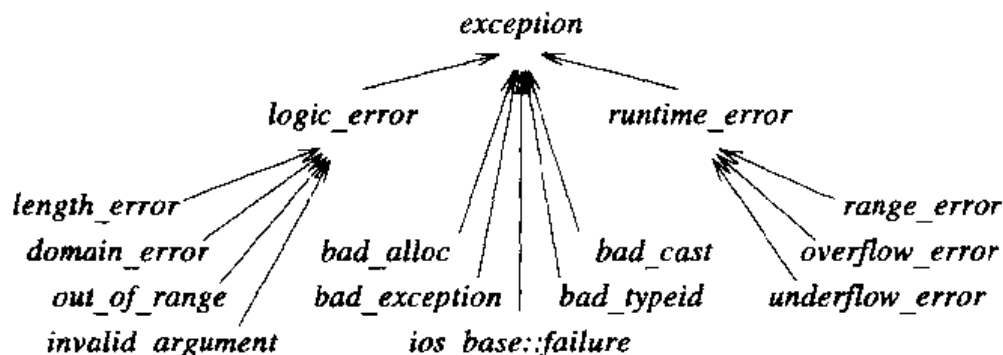 exception
logic_error runtime_error
length_error range_error
domain_error bad_alloc bad_cast overflow_error
out_of_range bad_exception bad_typeid underflow_error
invalid_argument ios_base::failure